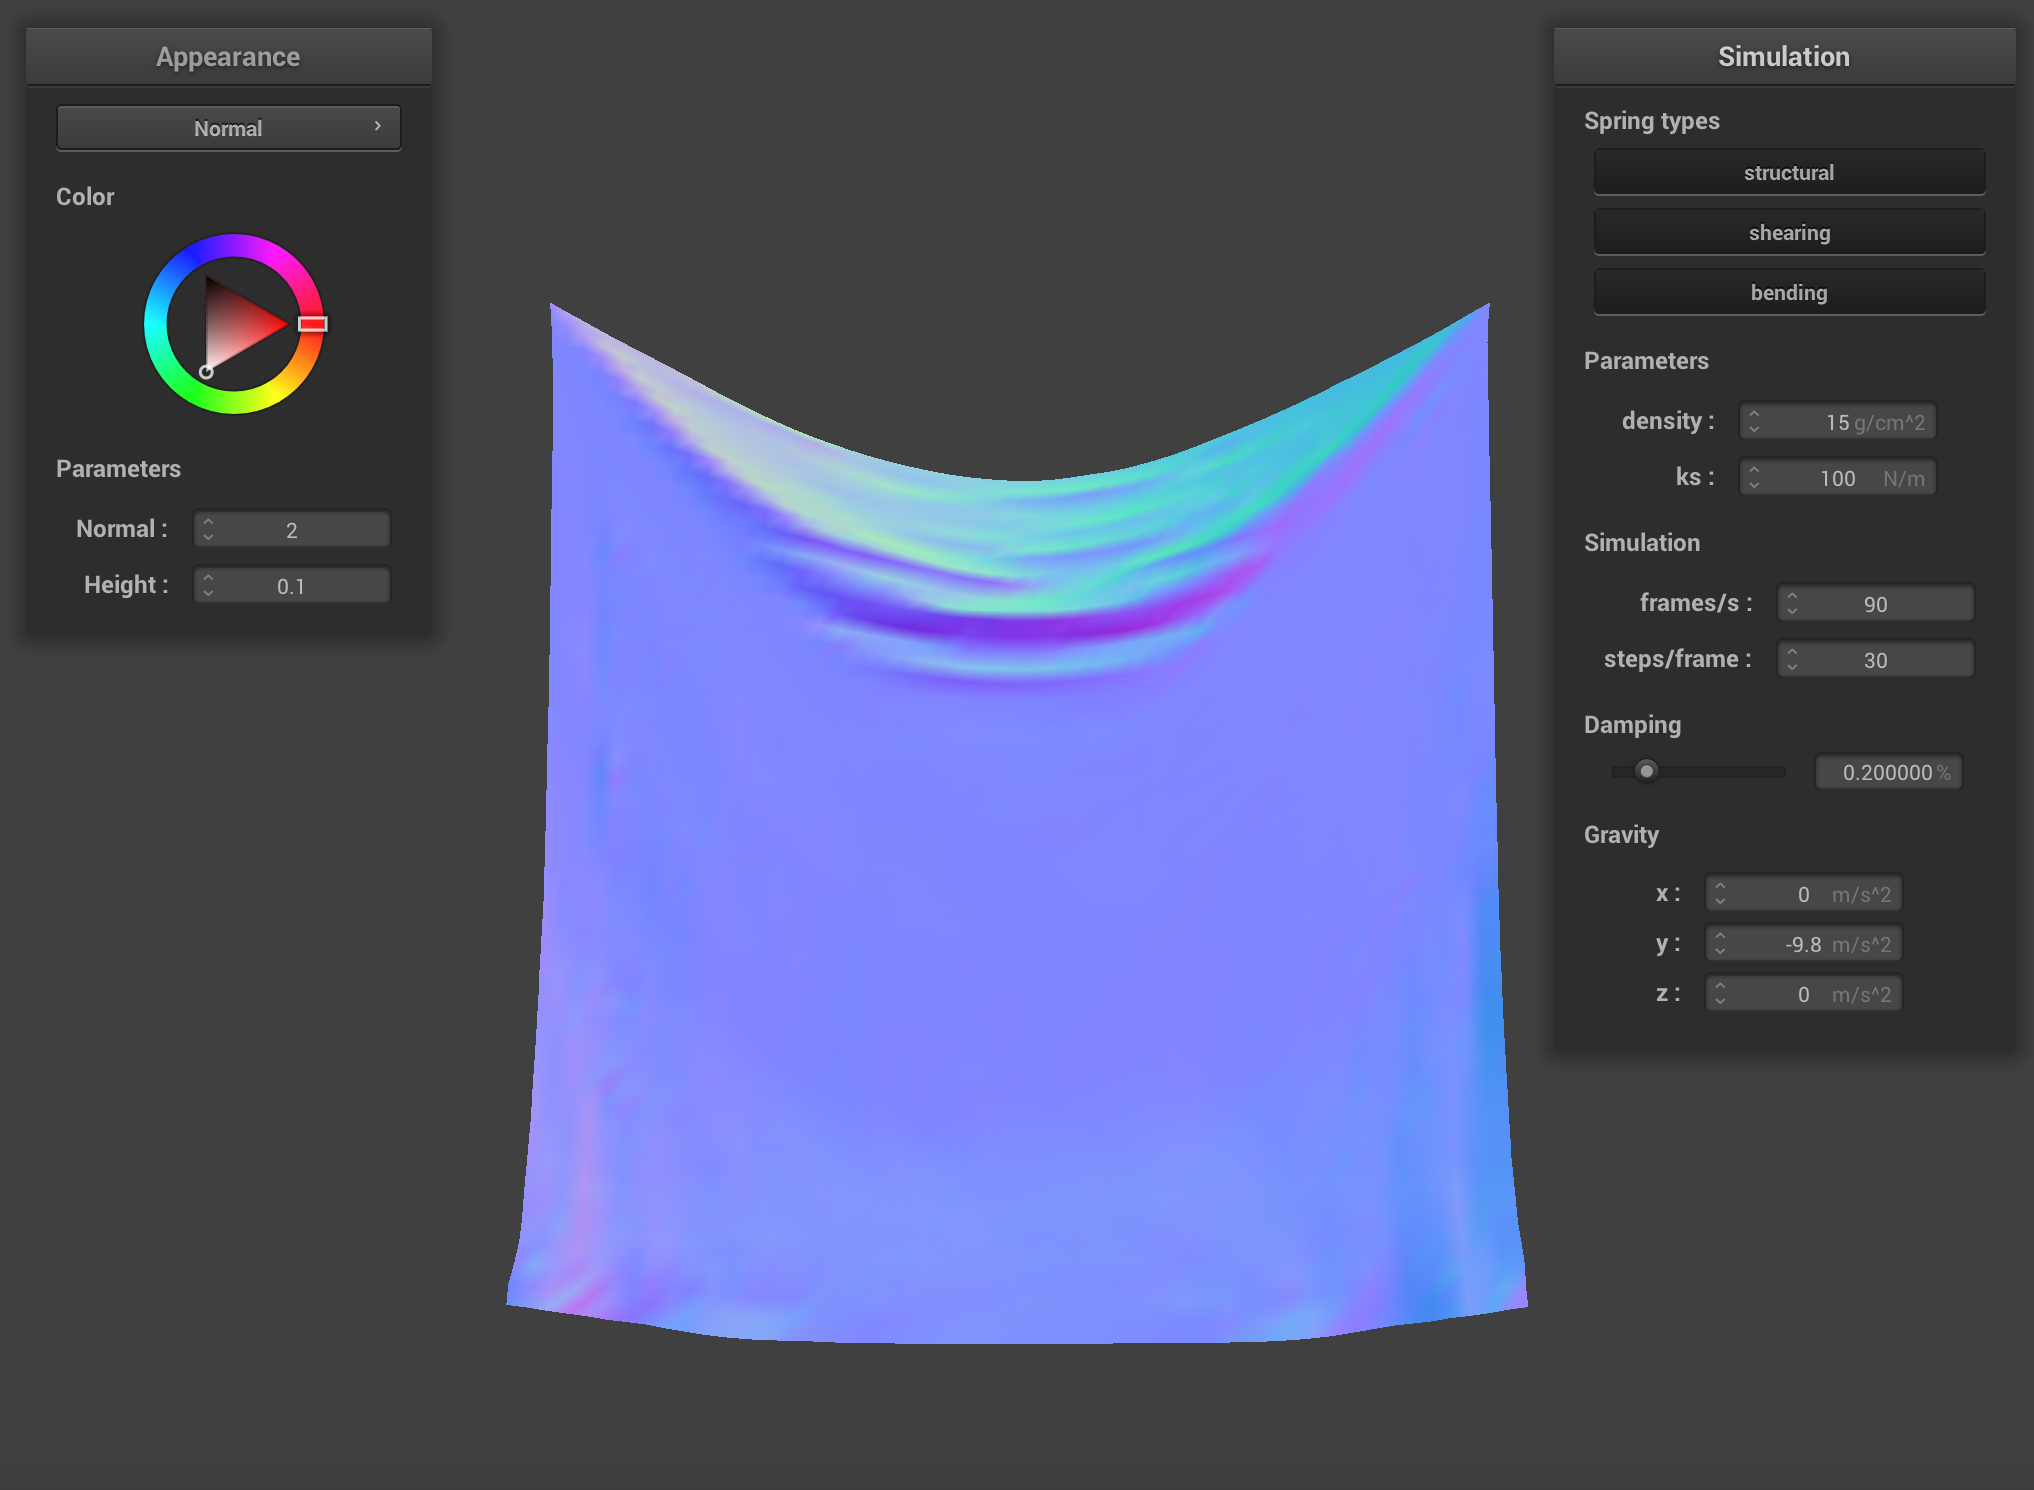 Appearance
Normal
Color
Parameters
Normal : 2
Height : 0.1
Simulation
Spring types
structural
shearing
bending
Parameters
density : 15 g/cm^2
ks : 100 N/m
Simulation
frames/s : 90
steps/frame : 30
Damping
0.200000 %
Gravity
x : 0 m/s^2
y : -9.8 m/s^2
z : 0 m/s^2